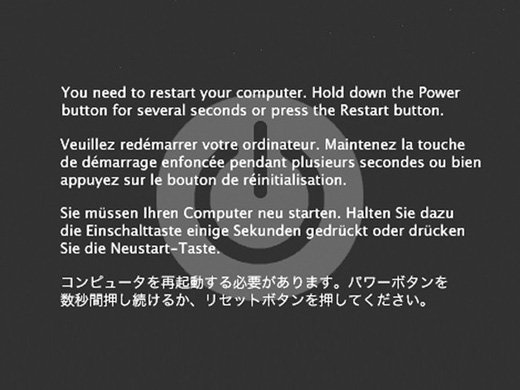 You need to restart your computer. Hold down the Power
button for several seconds or press the Restart button.
Veuillez redémarrer votre ordinateur. Maintenez la touche
de démarrage enfoncée pendant plusieurs secondes ou bien
appuyez sur le bouton de réinitialisation.
Sie müssen Ihren Computer neu starten. Halten Sie dazu
die Einschalttaste einige Sekunden gedrückt oder drücken
Sie die Neustart-Taste.
コンピュータを再起動する必要があります。パワーボタンを
数秒間押し続けるか、リセットボタンを押してください。